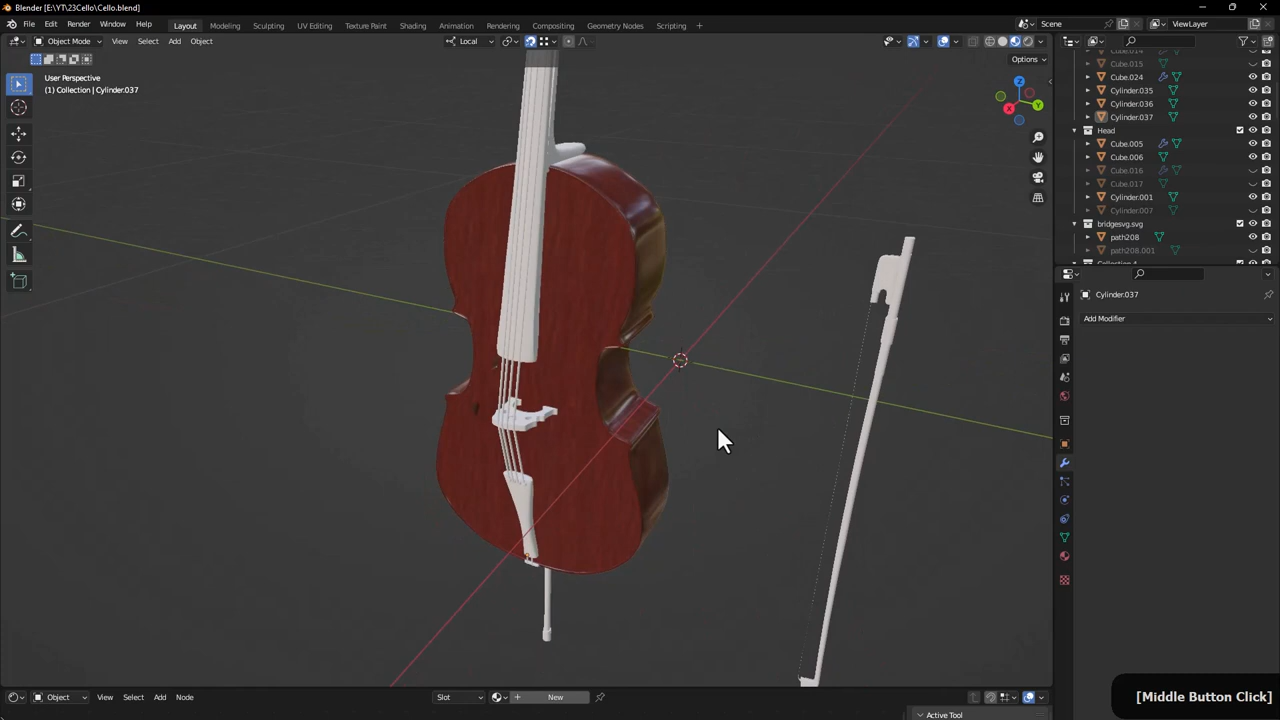 Blender [E:\YT\23Cello\Cello.blend]
File Edit Render Window Help Layout Modeling Sculpting UV Editing Texture Paint Shading Animation Rendering Compositing Geometry Nodes Scripting + Scene ViewLayer
Object Mode View Select Add Object Local
Options
User Perspective
(1) Collection | Cylinder.037
Z
Y
X
Cube.015
Cube.024
Cylinder.035
Cylinder.036
Cylinder.037
Head
Cube.005
Cube.006
Cube.016
Cube.017
Cylinder.001
Cylinder.007
bridgesvg.svg
path208
path208.001
Cylinder.037
Add Modifier
Object View Select Add Node Slot New
Active Tool
[Middle Button Click]